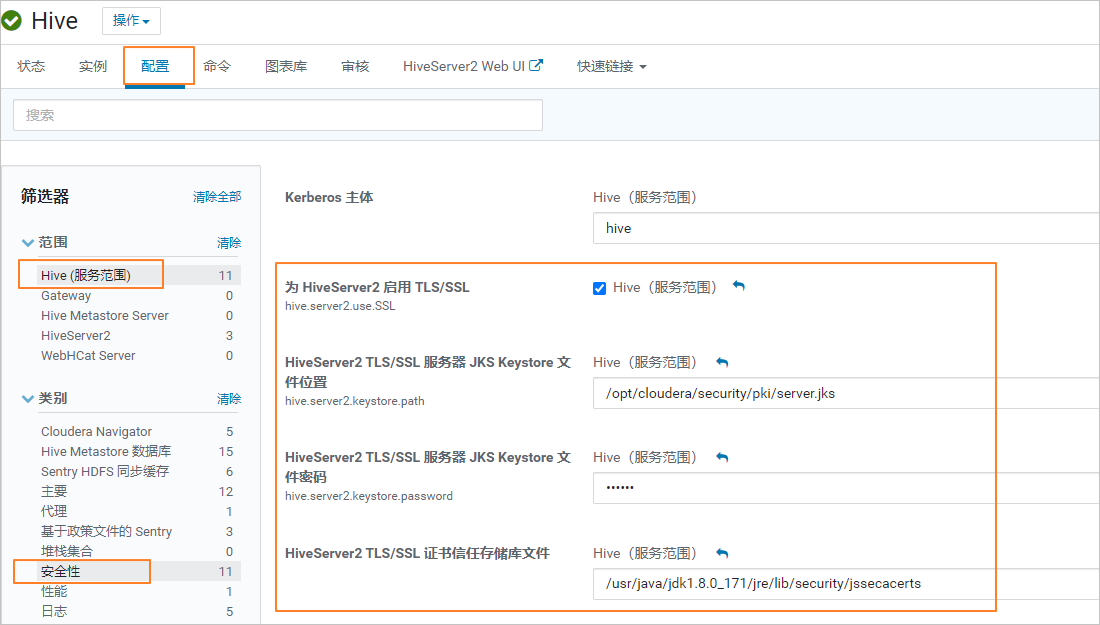 Hive 操作
状态 实例 配置 命令 图表库 审核 HiveServer2 Web UI 快速链接
搜索
筛选器 清除全部
范围 清除
Hive (服务范围) 11
Gateway 0
Hive Metastore Server 0
HiveServer2 3
WebHCat Server 0
类别 清除
Cloudera Navigator 5
Hive Metastore 数据库 15
Sentry HDFS 同步缓存 6
主要 12
代理 1
基于政策文件的 Sentry 3
堆栈集合 0
安全性 11
性能 1
日志 5
Kerberos 主体 Hive（服务范围）
hive
为 HiveServer2 启用 TLS/SSL Hive（服务范围）
hive.server2.use.SSL
HiveServer2 TLS/SSL 服务器 JKS Keystore 文 Hive（服务范围）
件位置
/opt/cloudera/security/pki/server.jks
hive.server2.keystore.path
HiveServer2 TLS/SSL 服务器 JKS Keystore 文 Hive（服务范围）
件密码
••••••
hive.server2.keystore.password
HiveServer2 TLS/SSL 证书信任存储库文件 Hive（服务范围）
/usr/java/jdk1.8.0_171/jre/lib/security/jssecacerts